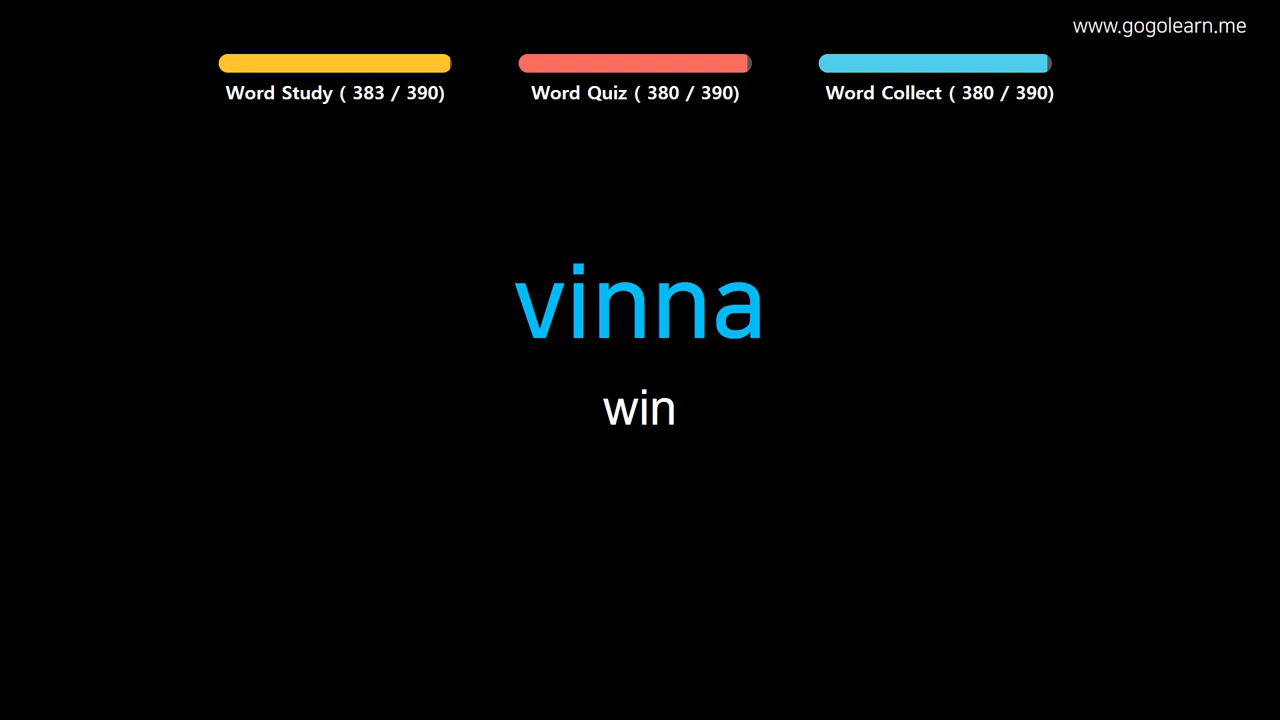 www.gogolearn.me
Word Study ( 383 / 390)
Word Quiz ( 380 / 390)
Word Collect ( 380 / 390)
vinna
win